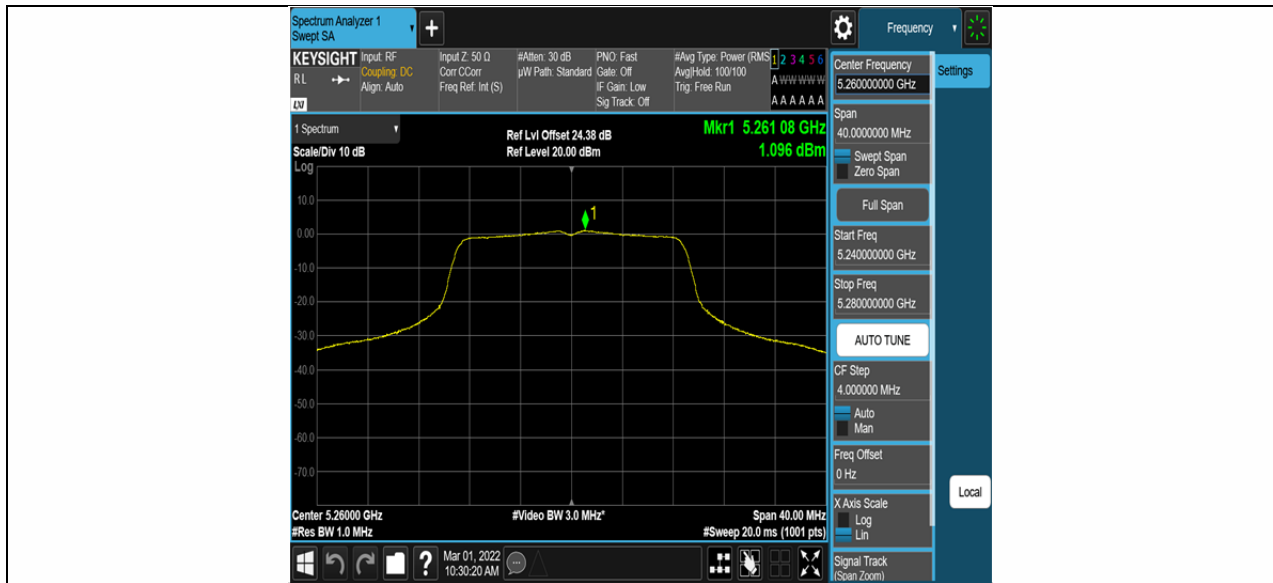 Spectrum Analyzer 1
Swept SA
+
Frequency
KEYSIGHT
RL
LXI
Input: RF
Coupling: DC
Align: Auto
Input Z: 50 Ω
Corr CCorr
Freq Ref: Int (S)
#Atten: 30 dB
µW Path: Standard
PNO: Fast
Gate: Off
IF Gain: Low
Sig Track: Off
#Avg Type: Power (RMS
Avg|Hold: 100/100
Trig: Free Run
1 2 3 4 5 6
A W W W W W
A A A A A A
1 Spectrum
Scale/Div 10 dB
Log
Ref Lvl Offset 24.38 dB
Ref Level 20.00 dBm
Mkr1 5.261 08 GHz
1.096 dBm
10.0
0.00
-10.0
-20.0
-30.0
-40.0
-50.0
-60.0
-70.0
1
Center 5.26000 GHz
#Res BW 1.0 MHz
#Video BW 3.0 MHz*
Span 40.00 MHz
#Sweep 20.0 ms (1001 pts)
?
Mar 01, 2022
10:30:20 AM
Center Frequency
5.260000000 GHz
Span
40.0000000 MHz
Swept Span
Zero Span
Full Span
Start Freq
5.240000000 GHz
Stop Freq
5.280000000 GHz
AUTO TUNE
CF Step
4.000000 MHz
Auto
Man
Freq Offset
0 Hz
X Axis Scale
Log
Lin
Signal Track
(Span Zoom)
Settings
Local